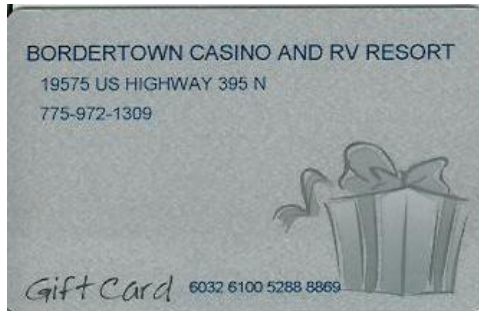 BORDERTOWN CASINO AND RV RESORT
19575 US HIGHWAY 395 N
775-972-1309
Gift Card 6032 6100 5288 8869